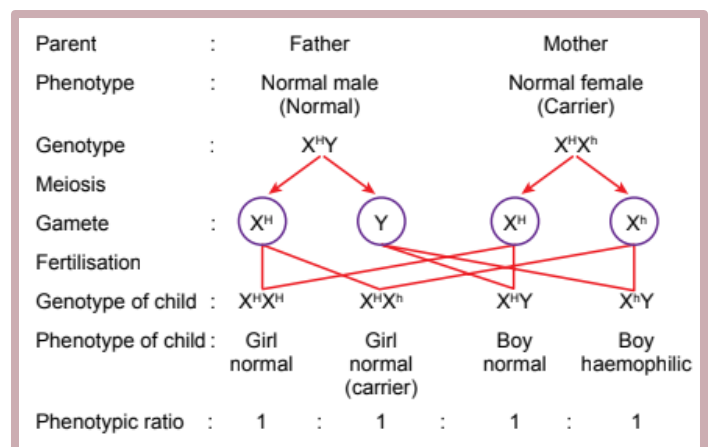 Parent : Father Mother
Phenotype : Normal male Normal female
(Normal) (Carrier)
Genotype : XᴴY XᴴXʰ
Meiosis
Gamete : Xᴴ Y Xᴴ Xʰ
Fertilisation
Genotype of child : XᴴXᴴ XᴴXʰ XᴴY XʰY
Phenotype of child : Girl Girl Boy Boy
normal normal normal haemophilic
(carrier)
Phenotypic ratio : 1 : 1 : 1 : 1